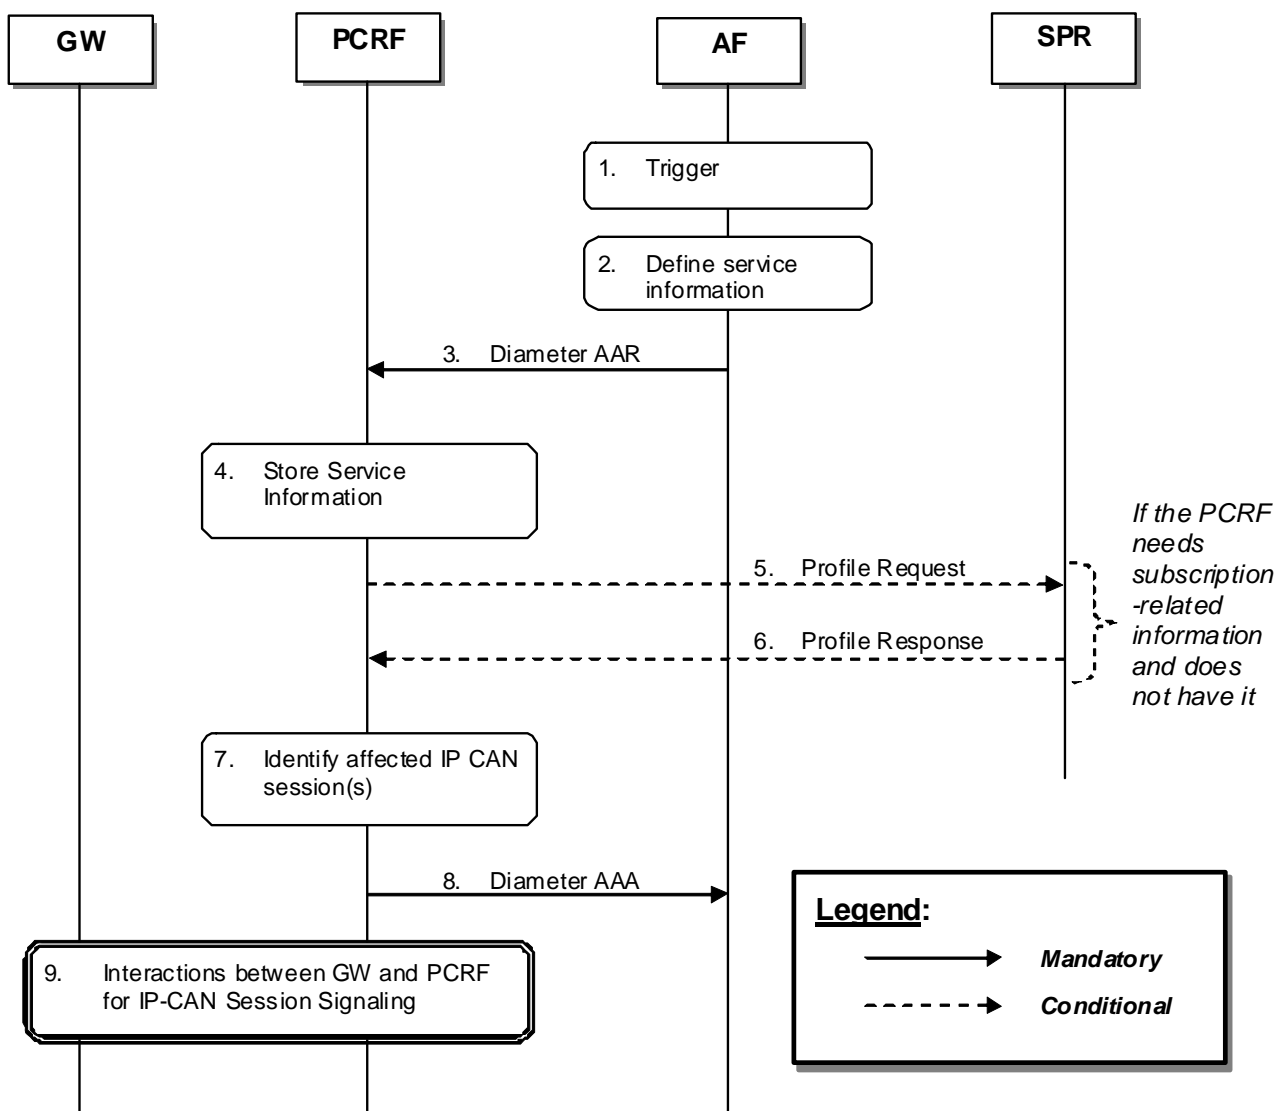 GW
PCRF
AF
SPR
1. Trigger
2. Define service
information
3. Diameter AAR
4. Store Service
Information
5. Profile Request
6. Profile Response
If the PCRF
needs
subscription
-related
information
and does
not have it
7. Identify affected IP CAN
session(s)
8. Diameter AAA
9. Interactions between GW and PCRF
for IP-CAN Session Signaling
Legend:
Mandatory
Conditional